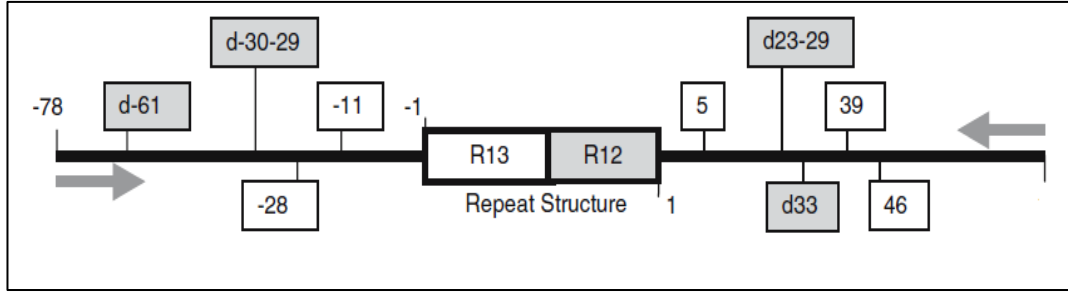 d-30-29
d23-29
-78
d-61
-11
-1
5
39
R13
R12
-28
Repeat Structure
1
d33
46